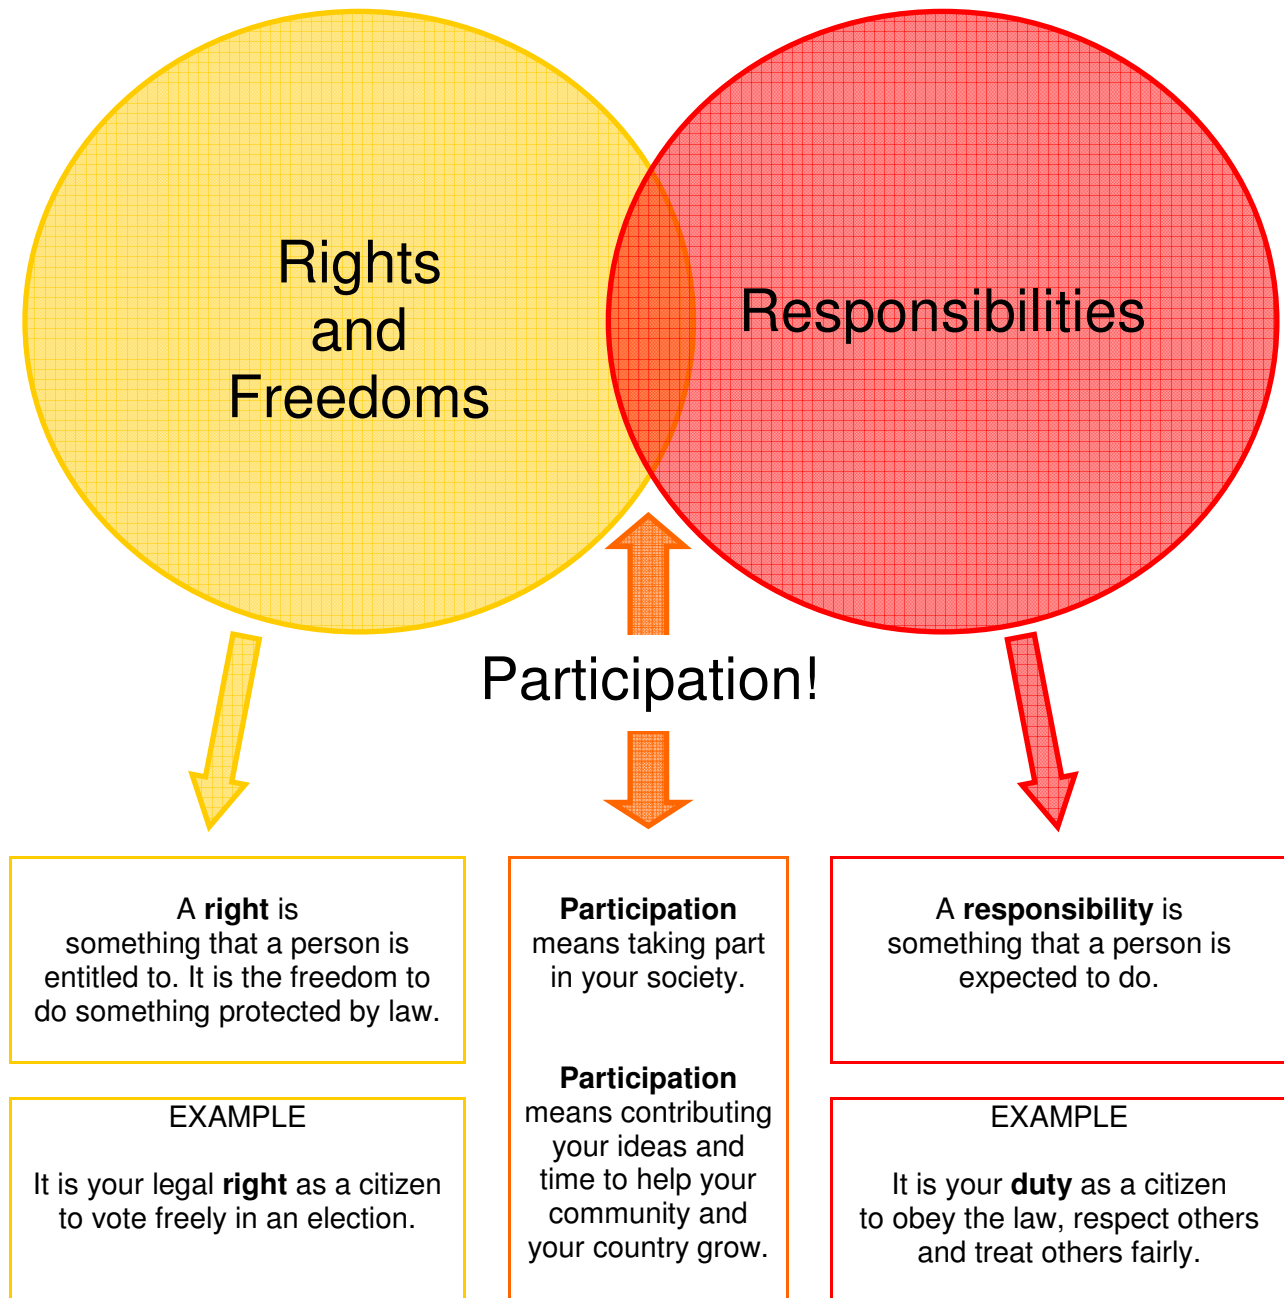 Rights
and
Freedoms
Responsibilities
Participation!
A right is
something that a person is
entitled to. It is the freedom to
do something protected by law.
EXAMPLE
It is your legal right as a citizen
to vote freely in an election.
Participation
means taking part
in your society.
Participation
means contributing
your ideas and
time to help your
community and
your country grow.
A responsibility is
something that a person is
expected to do.
EXAMPLE
It is your duty as a citizen
to obey the law, respect others
and treat others fairly.